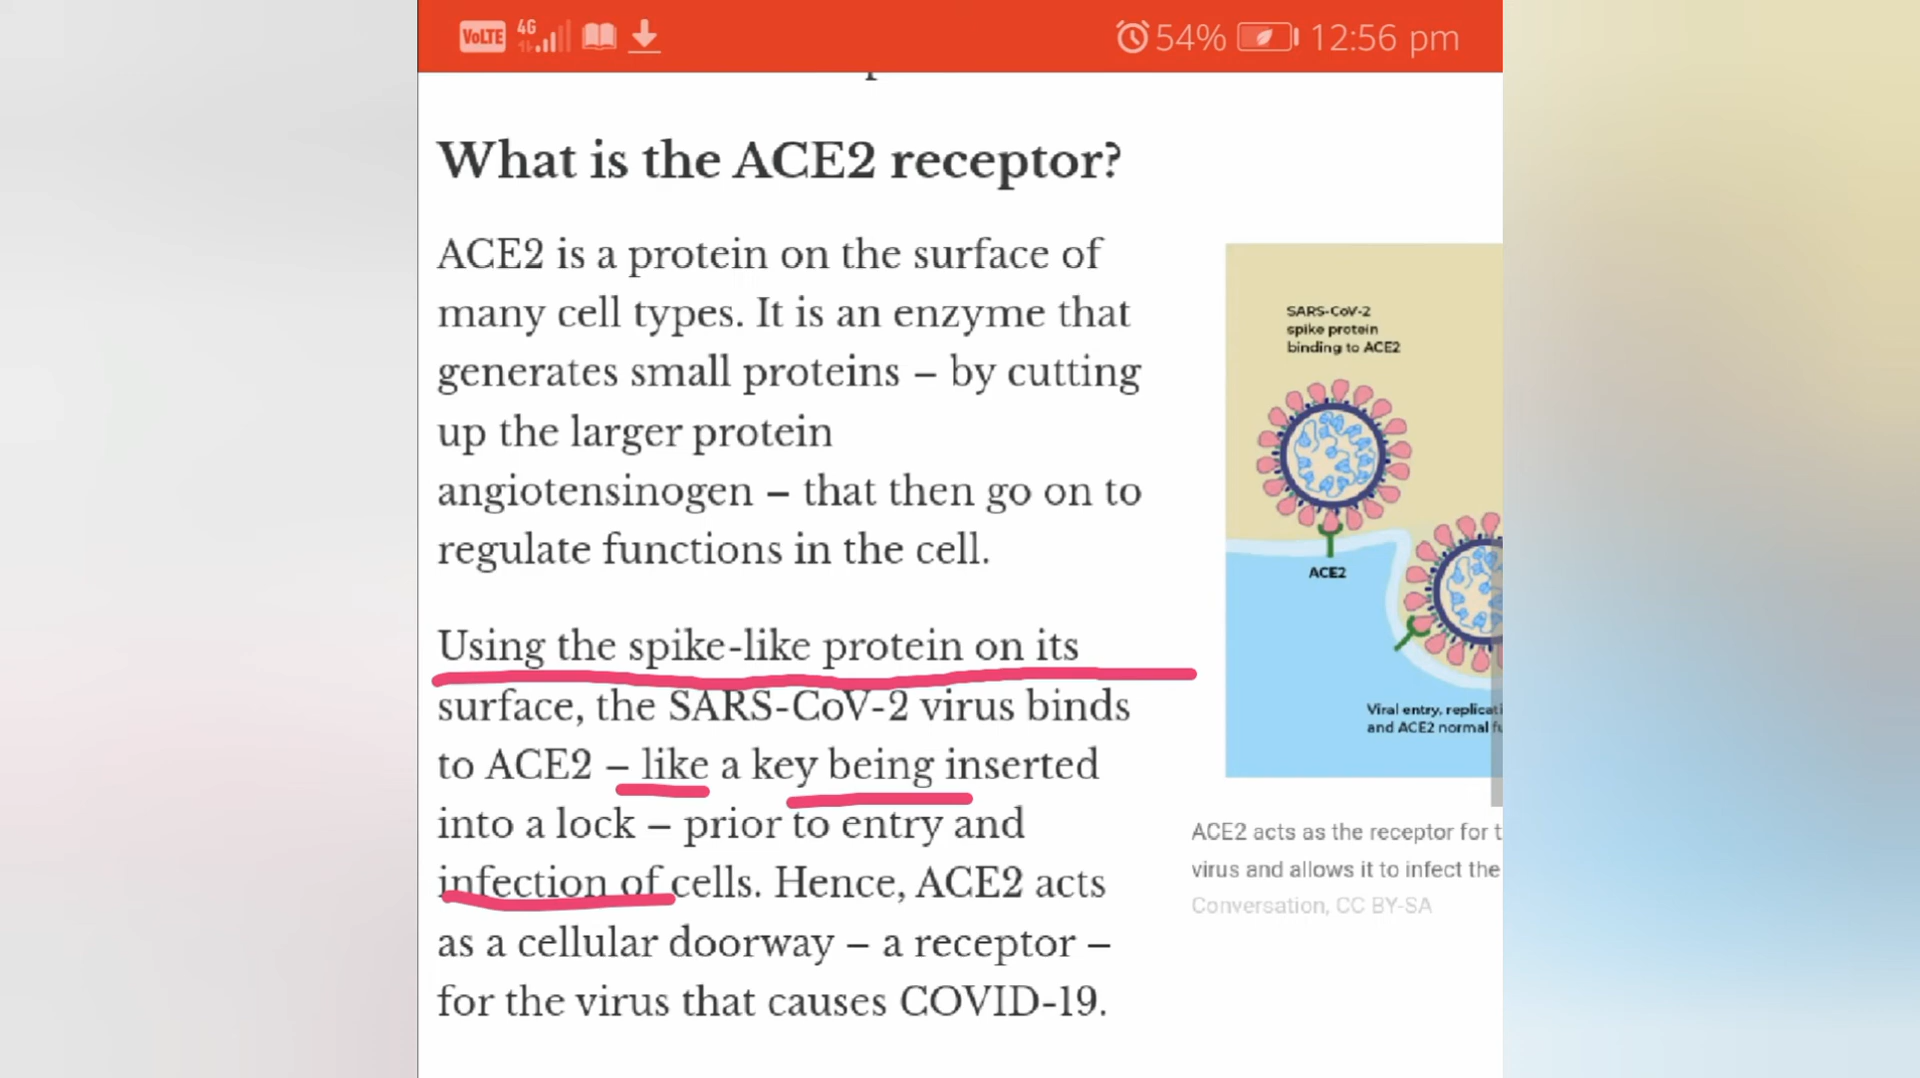 VoLTE 4G 54% 12:56 pm
What is the ACE2 receptor?
ACE2 is a protein on the surface of
many cell types. It is an enzyme that
generates small proteins – by cutting
up the larger protein
angiotensinogen – that then go on to
regulate functions in the cell.
Using the spike-like protein on its
surface, the SARS-CoV-2 virus binds
to ACE2 – like a key being inserted
into a lock – prior to entry and
infection of cells. Hence, ACE2 acts
as a cellular doorway – a receptor –
for the virus that causes COVID-19.
SARS-CoV-2
spike protein
binding to ACE2
ACE2
Viral entry, replicati
and ACE2 normal fu
ACE2 acts as the receptor for t
virus and allows it to infect the
Conversation, CC BY-SA